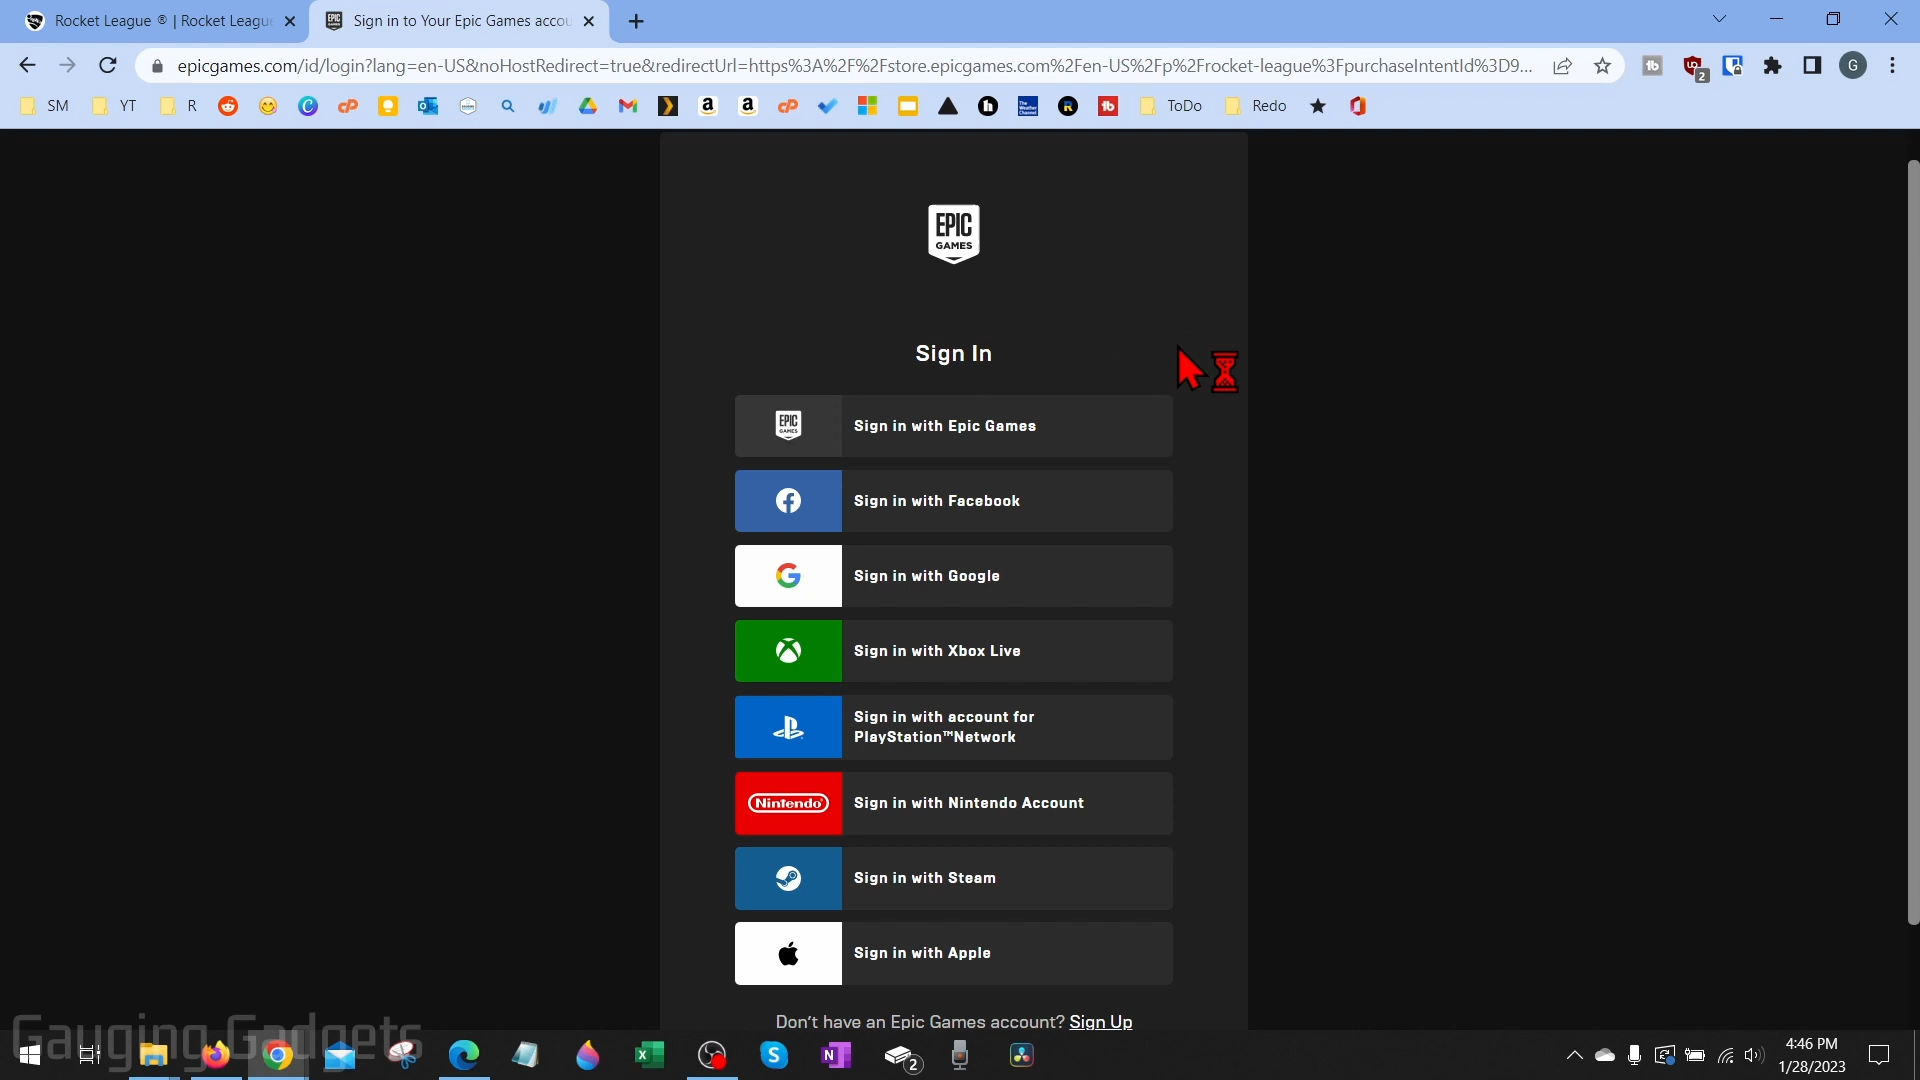 Rocket League ® | Rocket League
Sign in to Your Epic Games accou
epicgames.com/id/login?lang=en-US&noHostRedirect=true&redirectUrl=https%3A%2F%2Fstore.epicgames.com%2Fen-US%2Fp%2Frocket-league%3FpurchaseIntentId%3D9...
2
G
SM
YT
R
ToDo
Redo
EPIC
GAMES
Sign In
EPIC
GAMES
Sign in with Epic Games
Sign in with Facebook
Sign in with Google
Sign in with Xbox Live
Sign in with account for
PlayStation™Network
Nintendo
Sign in with Nintendo Account
Sign in with Steam
Sign in with Apple
Don't have an Epic Games account? Sign Up
Gauging Gadgets
2
4:46 PM
1/28/2023